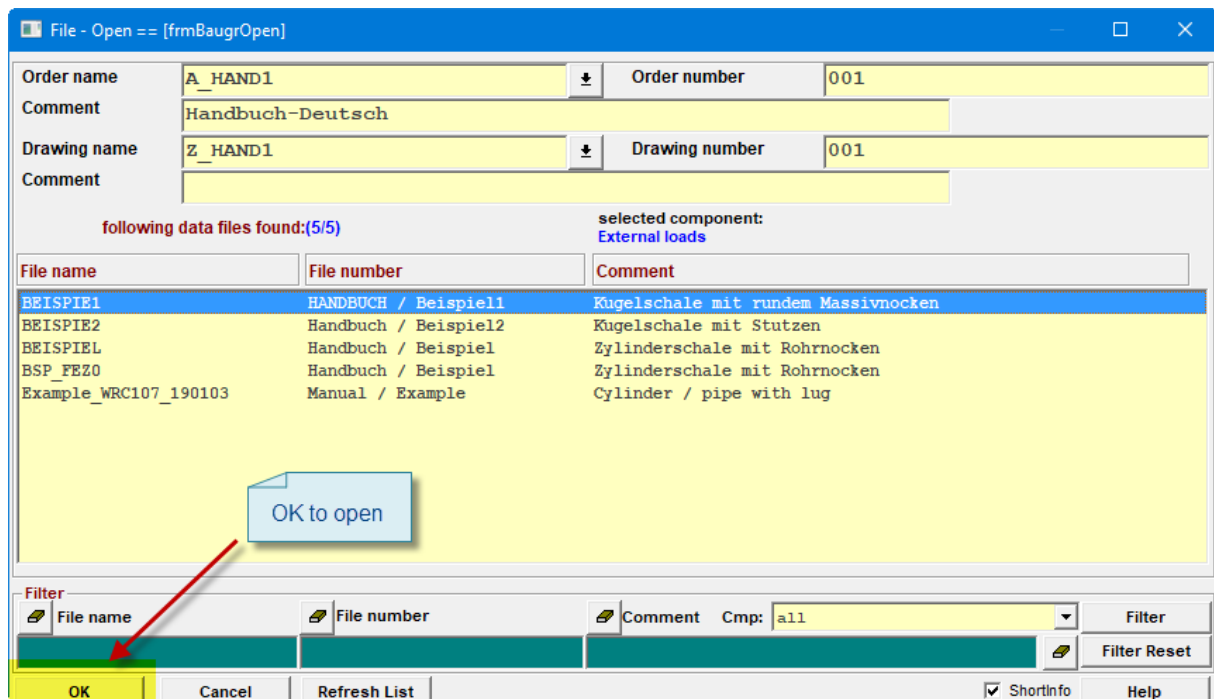 File - Open == [frmBaugrOpen]
Order name A_HAND1 Order number 001
Comment Handbuch-Deutsch
Drawing name Z_HAND1 Drawing number 001
Comment
following data files found:(5/5)
selected component:
External loads
File name File number Comment
BEISPIE1 HANDBUCH / Beispiel1 Kugelschale mit rundem Massivnocken
BEISPIE2 Handbuch / Beispiel2 Kugelschale mit Stutzen
BEISPIEL Handbuch / Beispiel Zylinderschale mit Rohrnocken
BSP_FEZ0 Handbuch / Beispiel Zylinderschale mit Rohrnocken
Example_WRC107_190103 Manual / Example Cylinder / pipe with lug
OK to open
Filter
File name File number Comment Cmp: all Filter
Filter Reset
OK Cancel Refresh List ShortInfo Help